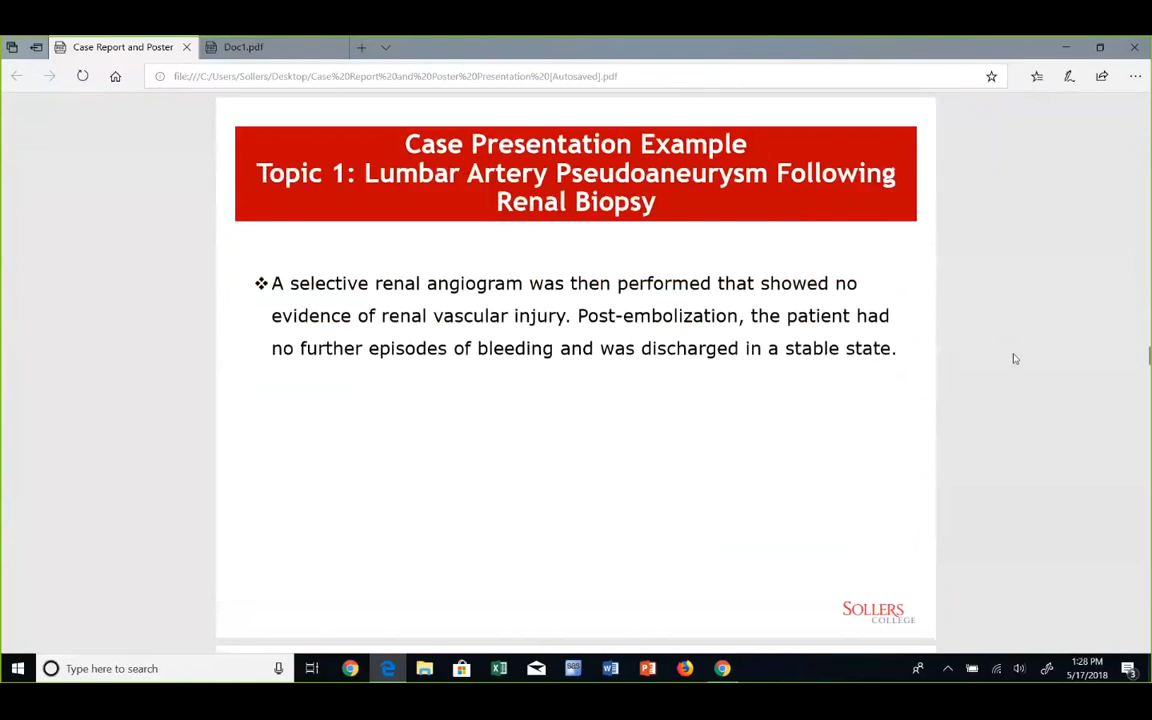 Case Report and Poster
Doc1.pdf
file:///C:/Users/Sollers/Desktop/Case%20Report%20and%20Poster%20Presentation%20[Autosaved].pdf
Case Presentation Example
Topic 1: Lumbar Artery Pseudoaneurysm Following
Renal Biopsy
❖A selective renal angiogram was then performed that showed no
evidence of renal vascular injury. Post-embolization, the patient had
no further episodes of bleeding and was discharged in a stable state.
SOLLERS
COLLEGE
Type here to search
1:28 PM
5/17/2018
3